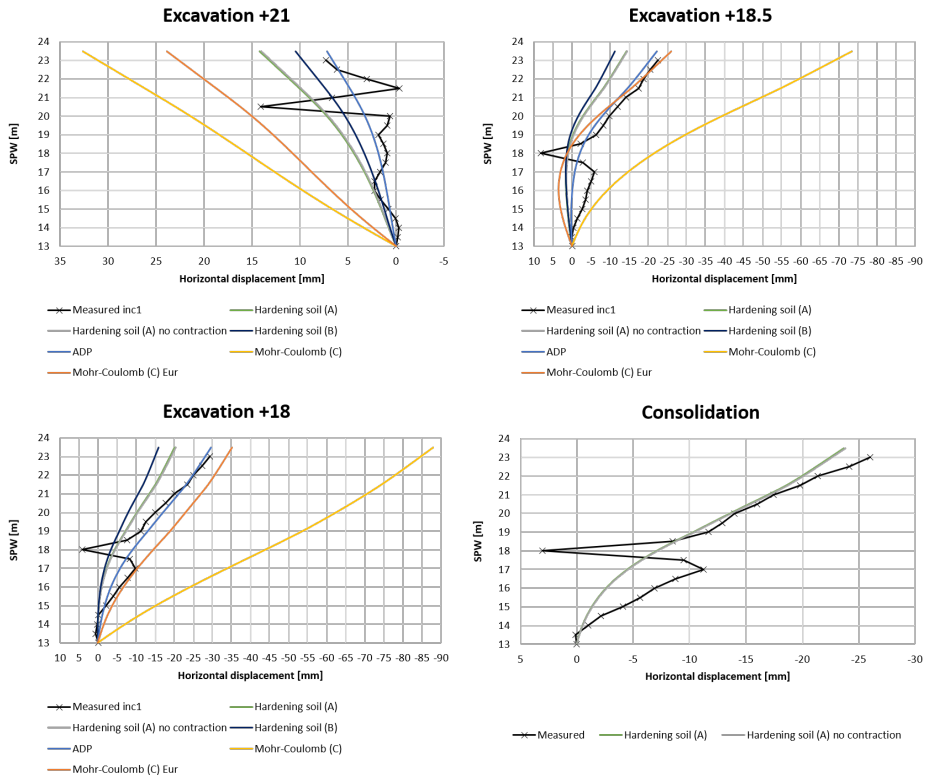 Excavation +21
24
23
22
21
20
19
18
17
16
15
14
13
SPW [m]
35 30 25 20 15 10 5 0 -5
Horizontal displacement [mm]
Measured inc1 Hardening soil (A)
Hardening soil (A) no contraction Hardening soil (B)
ADP Mohr-Coulomb (C)
Mohr-Coulomb (C) Eur
Excavation +18.5
24
23
22
21
20
19
18
17
16
15
14
13
SPW [m]
10 5 0 -5 -10 -15 -20 -25 -30 -35 -40 -45 -50 -55 -60 -65 -70 -75 -80 -85 -90
Horizontal displacement [mm]
Measured inc1 Hardening soil (A)
Hardening soil (A) no contraction Hardening soil (B)
ADP Mohr-Coulomb (C)
Mohr-Coulomb (C) Eur
Excavation +18
24
23
22
21
20
19
18
17
16
15
14
13
SPW [m]
10 5 0 -5 -10 -15 -20 -25 -30 -35 -40 -45 -50 -55 -60 -65 -70 -75 -80 -85 -90
Horizontal displacement [mm]
Measured inc1 Hardening soil (A)
Hardening soil (A) no contraction Hardening soil (B)
ADP Mohr-Coulomb (C)
Mohr-Coulomb (C) Eur
Consolidation
24
23
22
21
20
19
18
17
16
15
14
13
SPW [m]
5 0 -5 -10 -15 -20 -25 -30
Horizontal displacement [mm]
Measured Hardening soil (A) Hardening soil (A) no contraction